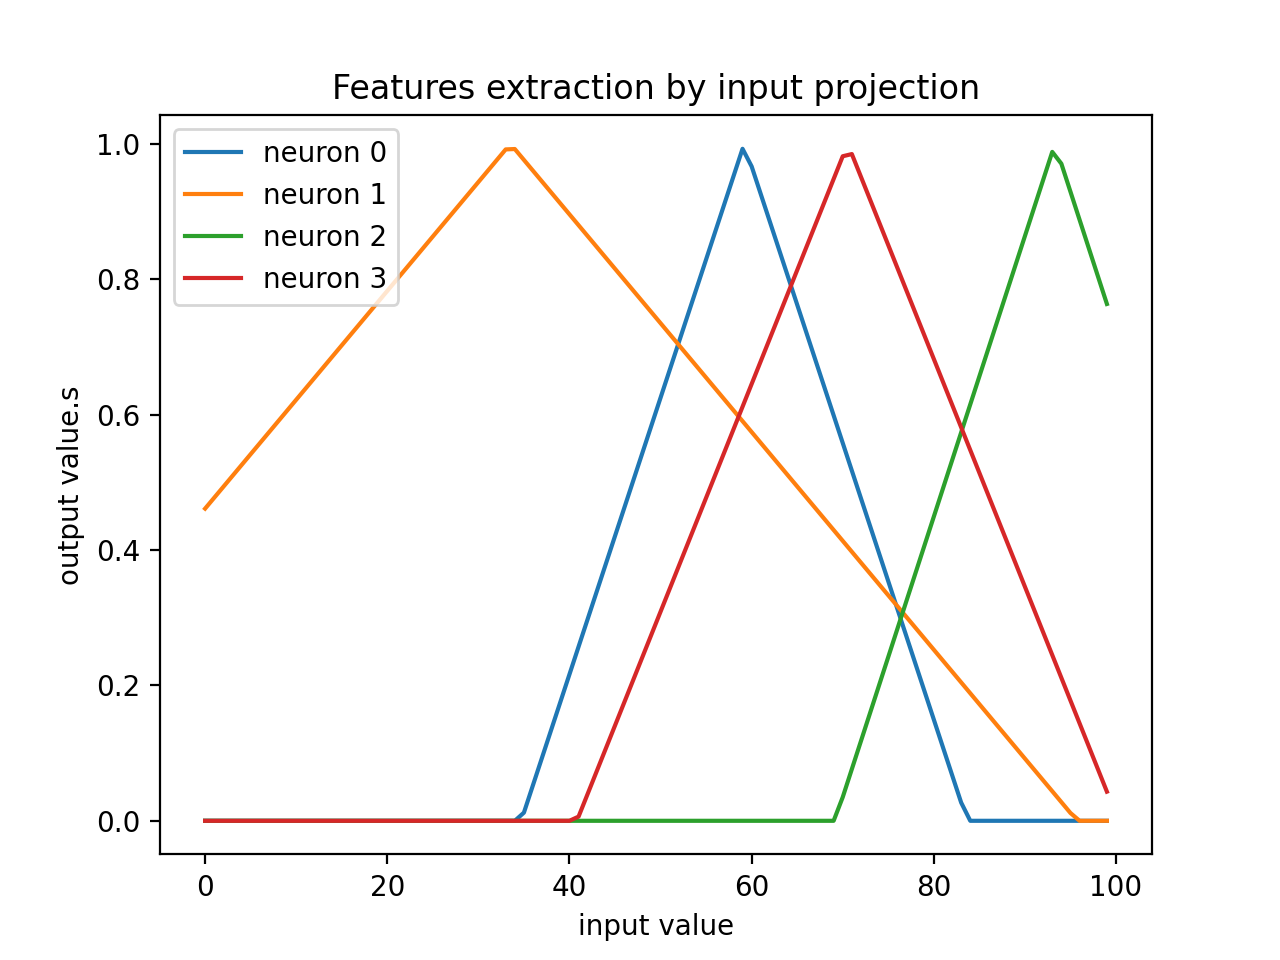 Features extraction by input projection
neuron 0
neuron 1
neuron 2
neuron 3
output value.s
1.0
0.8
0.6
0.4
0.2
0.0
0 20 40 60 80 100
input value